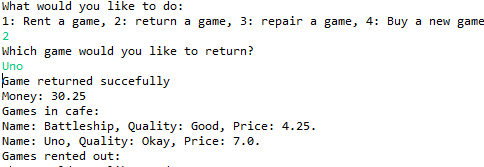 What would you like to do:
1: Rent a game, 2: return a game, 3: repair a game, 4: Buy a new game
2
Which game would you like to return?
Uno
Game returned succefully
Money: 30.25
Games in cafe:
Name: Battleship, Quality: Good, Price: 4.25.
Name: Uno, Quality: Okay, Price: 7.0.
Games rented out: